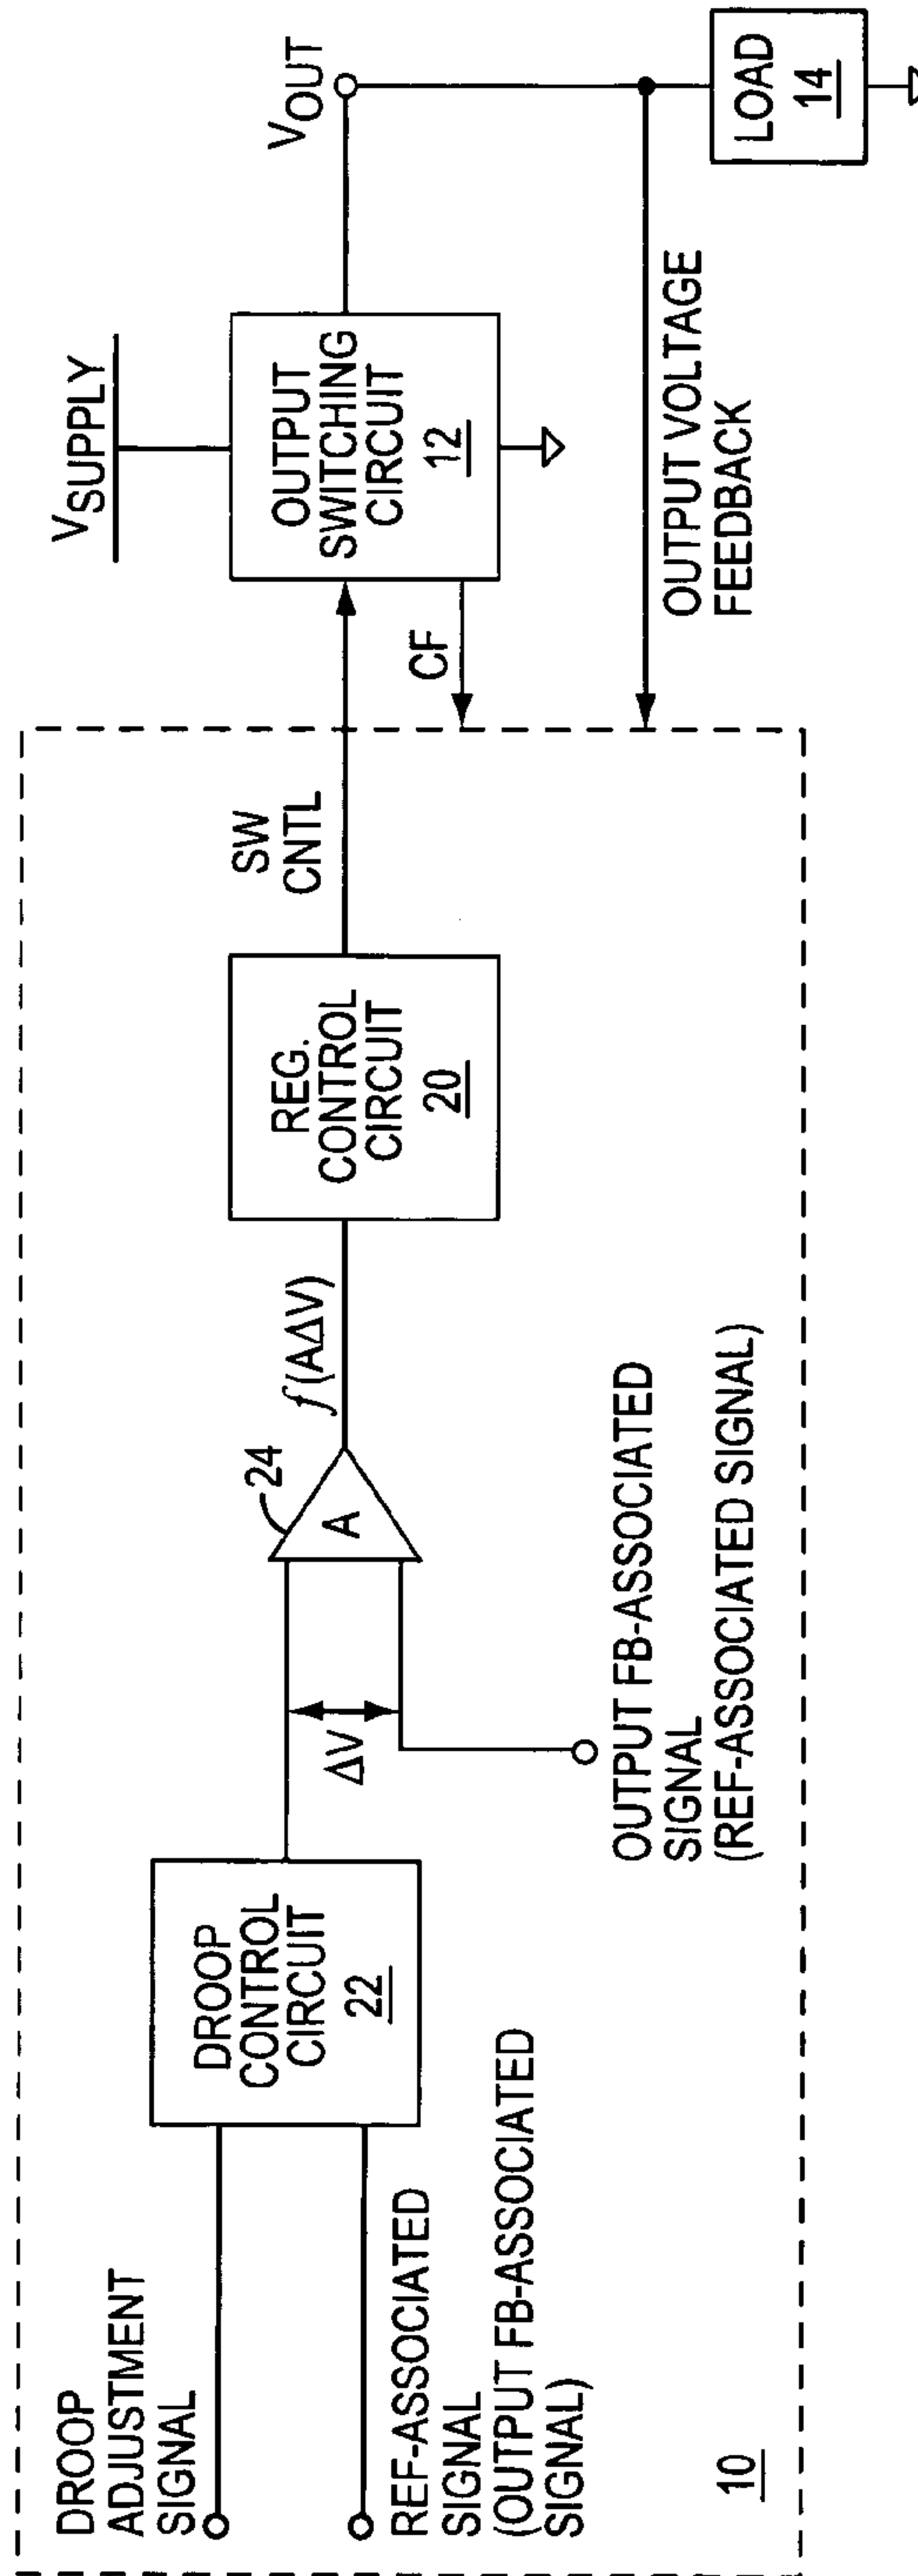 DROOP
ADJUSTMENT
SIGNAL
REF-ASSOCIATED
SIGNAL
(OUTPUT FB-ASSOCIATED
SIGNAL)
10
DROOP
CONTROL
CIRCUIT
22
ΔV
24
A
f(AΔV)
OUTPUT FB-ASSOCIATED
SIGNAL
(REF-ASSOCIATED SIGNAL)
REG.
CONTROL
CIRCUIT
20
SW
CNTL
CF
VSUPPLY
OUTPUT
SWITCHING
CIRCUIT
12
VOUT
OUTPUT VOLTAGE
FEEDBACK
LOAD
14